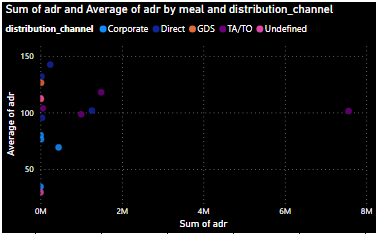 Sum of adr and Average of adr by meal and distribution_channel
distribution_channel Corporate Direct GDS TA/TO Undefined
Average of adr
150
100
50
0M 2M 4M 6M 8M
Sum of adr